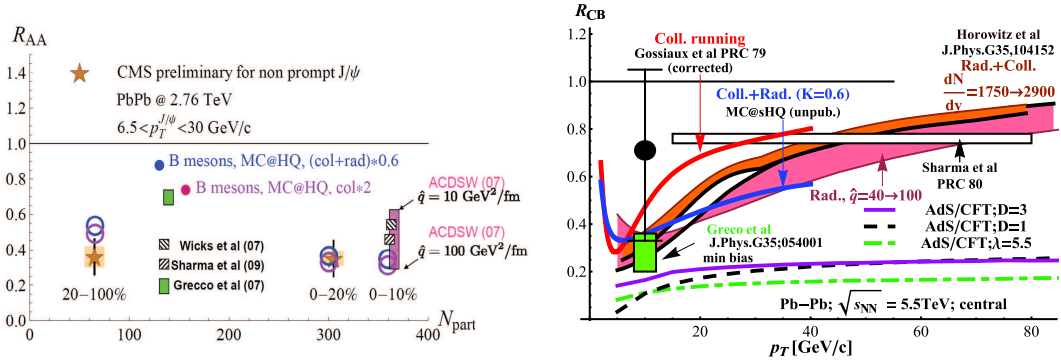 R_AA
1.4
1.2
1.0
0.8
0.6
0.4
0.2
0.0
0
100
200
300
400
N_part
CMS preliminary for non prompt J/ψ
PbPb @ 2.76 TeV
6.5<p_T^{J/ψ}<30 GeV/c
B mesons, MC@HQ, (col+rad)*0.6
B mesons, MC@HQ, col*2
ACDSW (07)
q̂ = 10 GeV²/fm
ACDSW (07)
q̂ = 100 GeV²/fm
Wicks et al (07)
Sharma et al (09)
Grecco et al (07)
20−100%
0−20%
0−10%
R_CB
1.2
1.0
0.8
0.6
0.4
0.2
0.0
20
40
60
80
p_T [GeV/c]
Coll. running
Gossiaux et al PRC 79
(corrected)
Coll.+Rad. (K=0.6)
MC@sHQ (unpub.)
Horowitz et al
J.Phys.G35,104152
Rad.+Coll.
dN
dy
=1750→2900
Sharma et al
PRC 80
Rad., q̂=40→100
Greco et al
J.Phys.G35;054001
min bias
AdS/CFT;D=3
AdS/CFT;D=1
AdS/CFT;λ=5.5
Pb−Pb; √s_NN = 5.5TeV; central